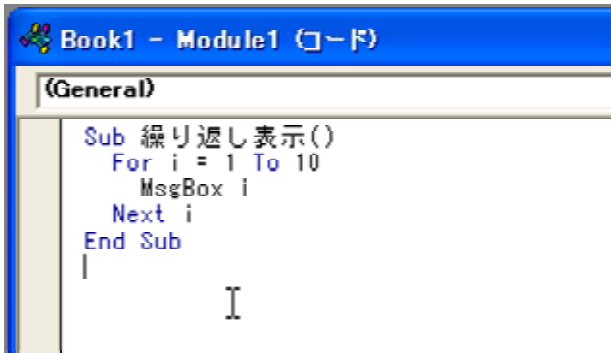 Book1 - Module1 (コード)
(General)
Sub 繰り返し表示()
For i = 1 To 10
MsgBox i
Next i
End Sub